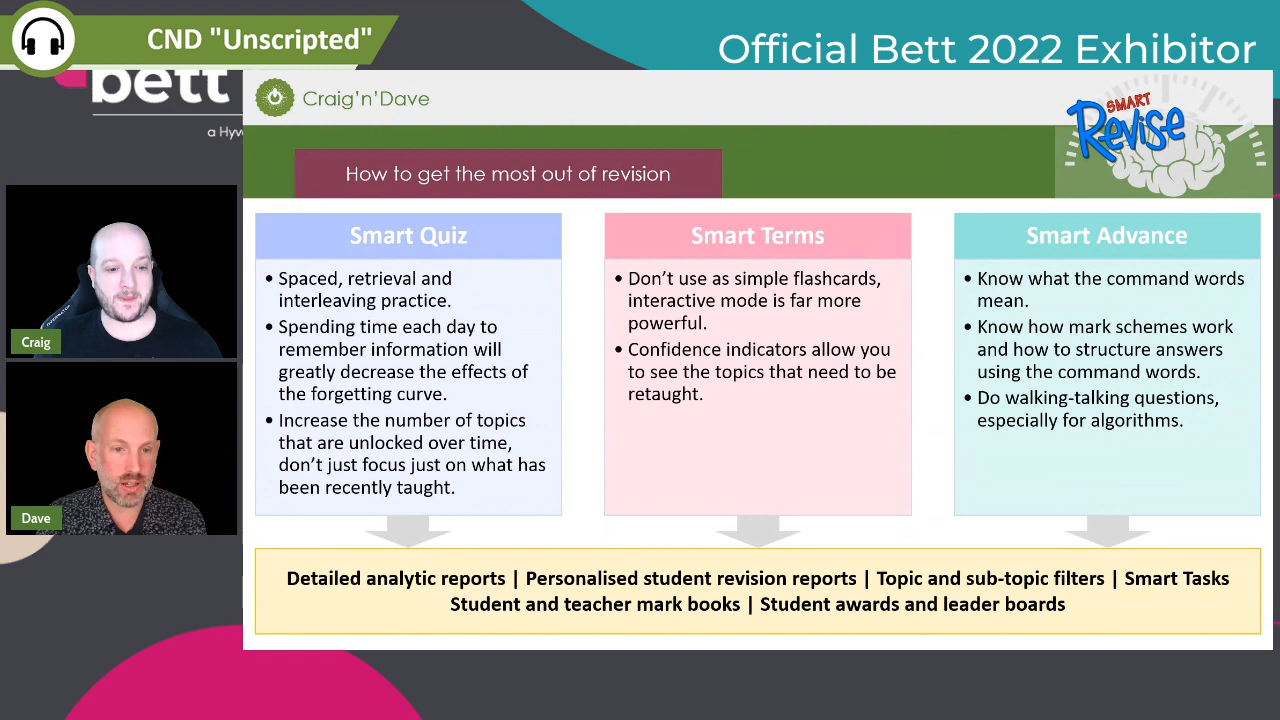 CND "Unscripted"
Official Bett 2022 Exhibitor
bett
a Hyv
Craig'n'Dave
SMART
Revise
How to get the most out of revision
Smart Quiz
• Spaced, retrieval and
interleaving practice.
• Spending time each day to
remember information will
greatly decrease the effects of
the forgetting curve.
• Increase the number of topics
that are unlocked over time,
don't just focus just on what has
been recently taught.
Smart Terms
• Don't use as simple flashcards,
interactive mode is far more
powerful.
• Confidence indicators allow you
to see the topics that need to be
retaught.
Smart Advance
• Know what the command words
mean.
• Know how mark schemes work
and how to structure answers
using the command words.
• Do walking-talking questions,
especially for algorithms.
Detailed analytic reports | Personalised student revision reports | Topic and sub-topic filters | Smart Tasks
Student and teacher mark books | Student awards and leader boards
Craig
Dave